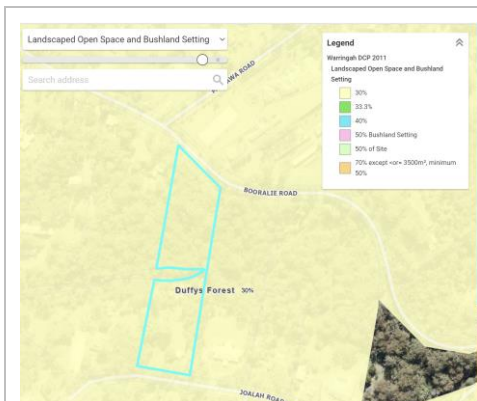 Landscaped Open Space and Bushland Setting
Search address
Legend
Warringah DCP 2011
Landscaped Open Space and Bushland
Setting
30%
33.3%
40%
50% Bushland Setting
50% of Site
70% except <or= 3500m², minimum
50%
ROAD
BOORALIE ROAD
Duffys Forest 30%
JOALAH ROAD